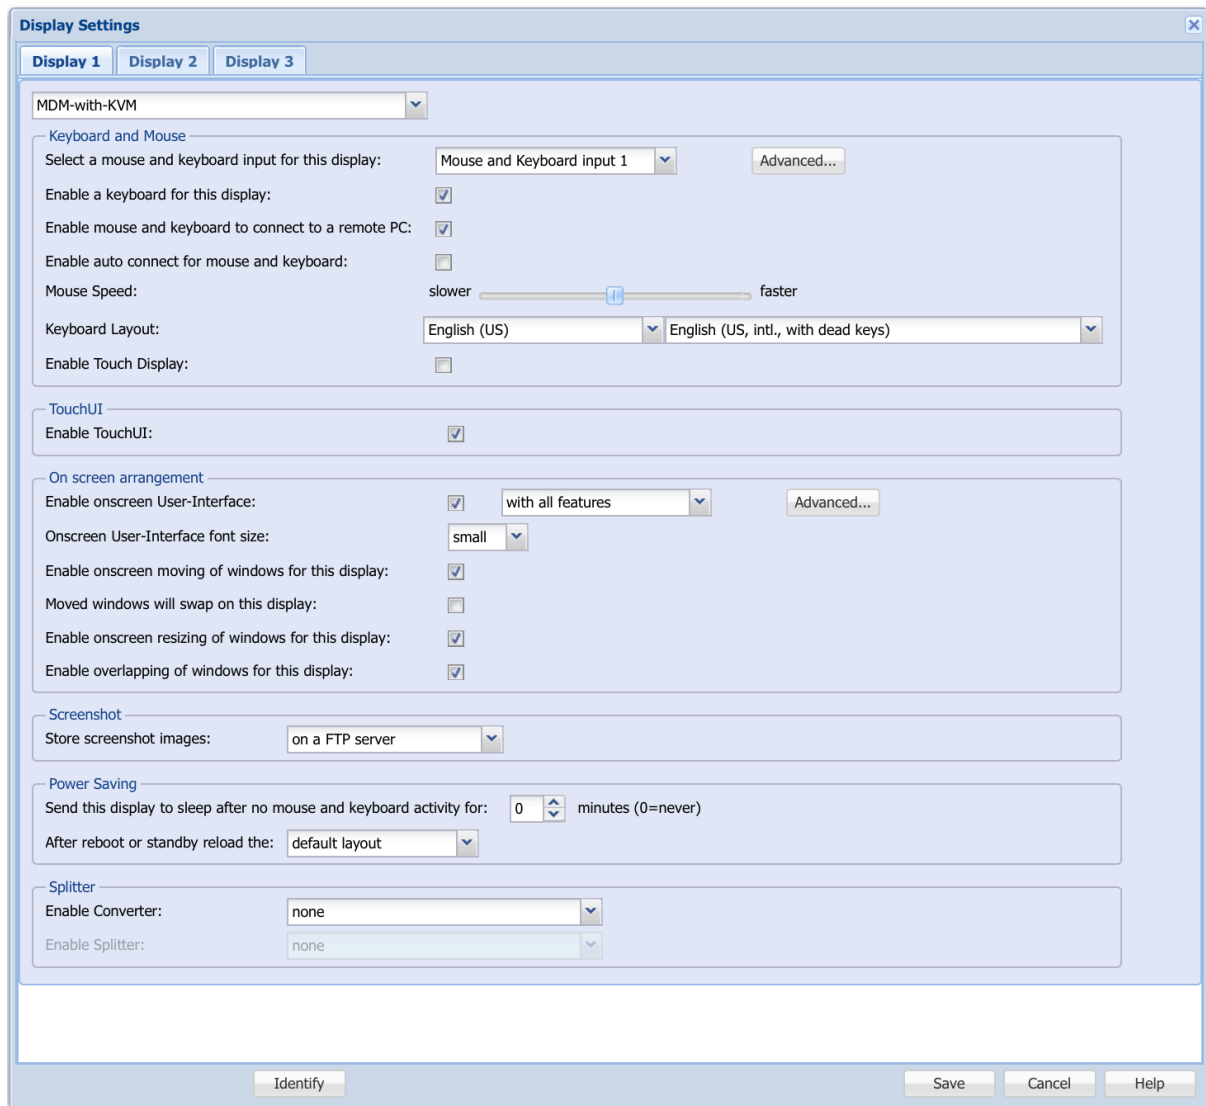 Display Settings
Display 1 Display 2 Display 3
MDM-with-KVM
Keyboard and Mouse
Select a mouse and keyboard input for this display: Mouse and Keyboard input 1 Advanced...
Enable a keyboard for this display:
Enable mouse and keyboard to connect to a remote PC:
Enable auto connect for mouse and keyboard:
Mouse Speed: slower faster
Keyboard Layout: English (US) English (US, intl., with dead keys)
Enable Touch Display:
TouchUI
Enable TouchUI:
On screen arrangement
Enable onscreen User-Interface: with all features Advanced...
Onscreen User-Interface font size: small
Enable onscreen moving of windows for this display:
Moved windows will swap on this display:
Enable onscreen resizing of windows for this display:
Enable overlapping of windows for this display:
Screenshot
Store screenshot images: on a FTP server
Power Saving
Send this display to sleep after no mouse and keyboard activity for: 0 minutes (0=never)
After reboot or standby reload the: default layout
Splitter
Enable Converter: none
Enable Splitter: none
Identify Save Cancel Help